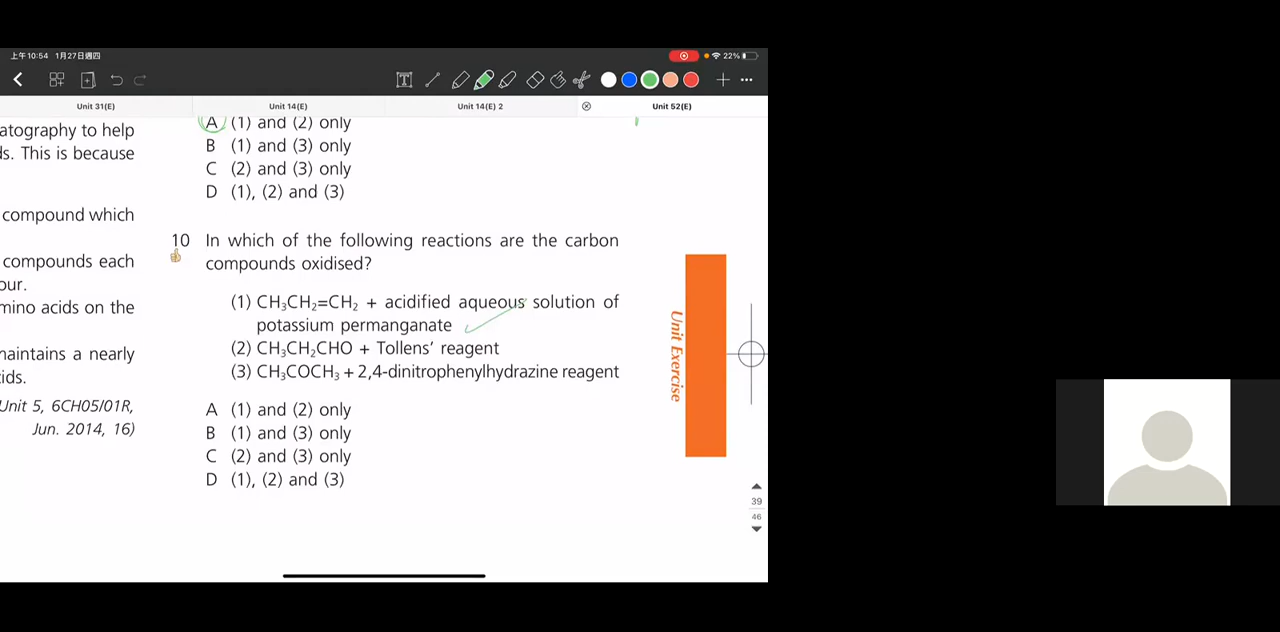 上午10:54 1月27日週四
22%
Unit 31(E)
Unit 14(E)
Unit 14(E) 2
Unit 52(E)
atography to help
ds. This is because
compound which
compounds each
our.
mino acids on the
maintains a nearly
ids.
Unit 5, 6CH05/01R,
Jun. 2014, 16)
A (1) and (2) only
B (1) and (3) only
C (2) and (3) only
D (1), (2) and (3)
10 In which of the following reactions are the carbon
compounds oxidised?
(1) CH₃CH₂=CH₂ + acidified aqueous solution of
potassium permanganate
(2) CH₃CH₂CHO + Tollens’ reagent
(3) CH₃COCH₃ + 2,4-dinitrophenylhydrazine reagent
A (1) and (2) only
B (1) and (3) only
C (2) and (3) only
D (1), (2) and (3)
Unit Exercise
39
46